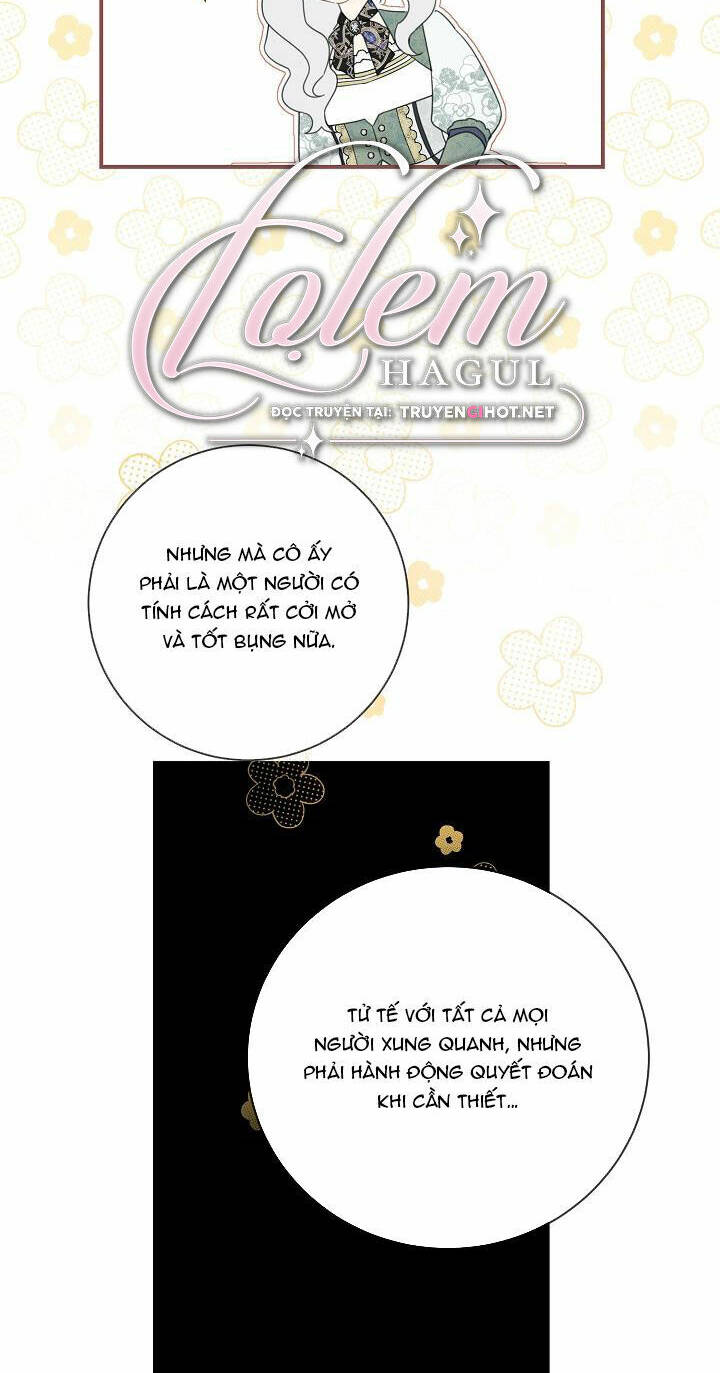 Lọlem
HAGUL
ĐỌC TRUYỆN TẠI: TRUYENGIHOT.NET
NHƯNG MÀ CÔ ẤY
PHẢI LÀ MỘT NGƯỜI CÓ
TÍNH CÁCH RẤT CỞI MỞ
VÀ TỐT BỤNG NỮA.
TỬ TẾ VỚI TẤT CẢ MỌI
NGƯỜI XUNG QUANH, NHƯNG
PHẢI HÀNH ĐỘNG QUYẾT ĐOÁN
KHI CẦN THIẾT...